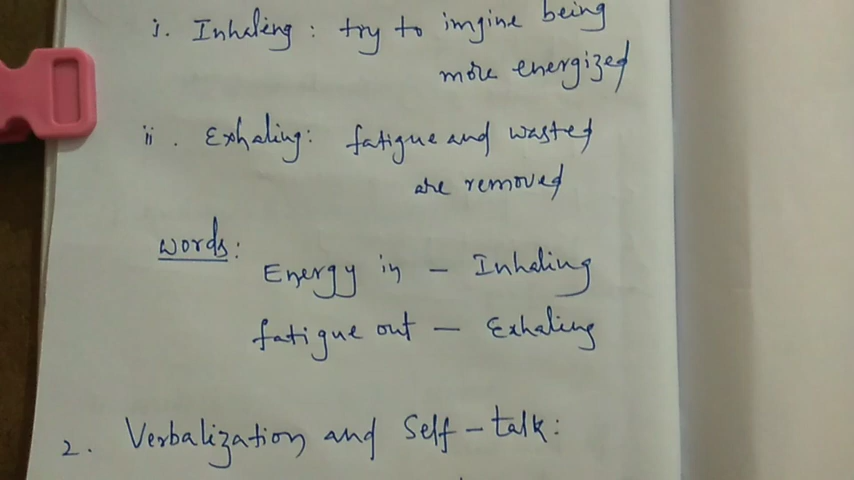 i. Inhaling : try to imgine being
more energized
ii. Exhaling: fatigue and wasted
are removed
words:
Energy in - Inhaling
fatigue out - Exhaling
2. Verbalization and Self-talk: